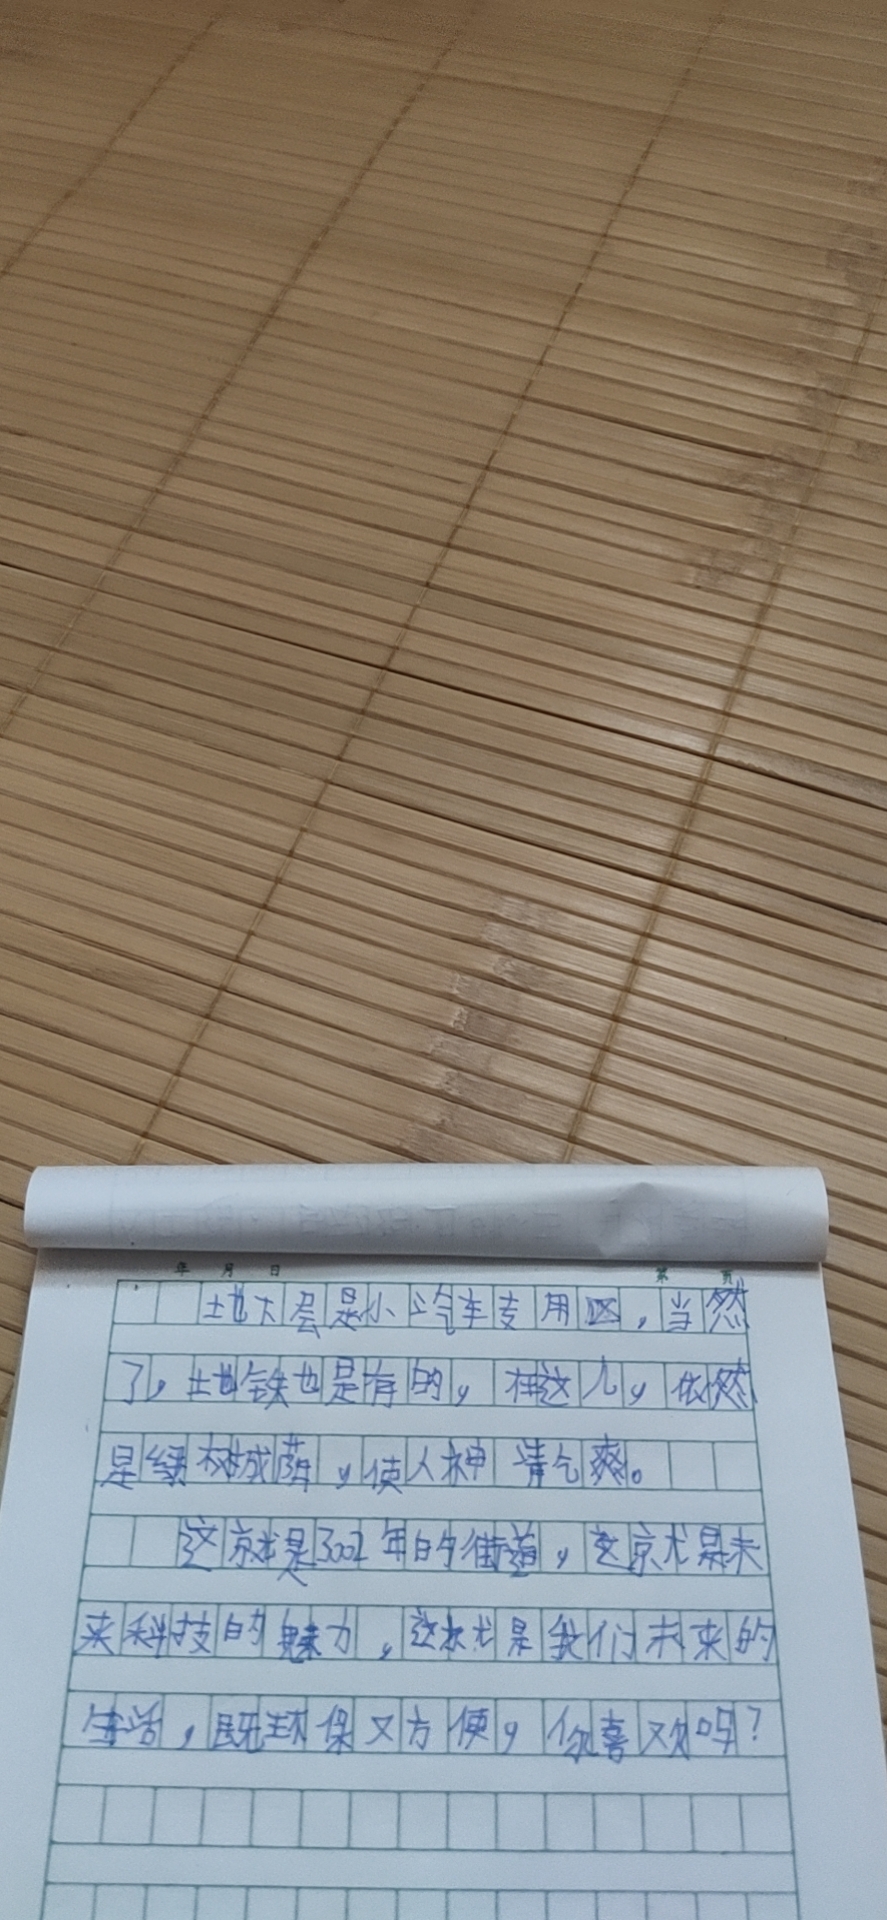 年 月 日 第 页
地下层是小汽车专用区，当然
了，地铁也是有的，在这儿，依然
是绿树成荫，使人神清气爽。
这就是3002年的街道，这就是未
来科技的魅力，这就是我们未来的
生活，既环保又方便，你喜欢吗？